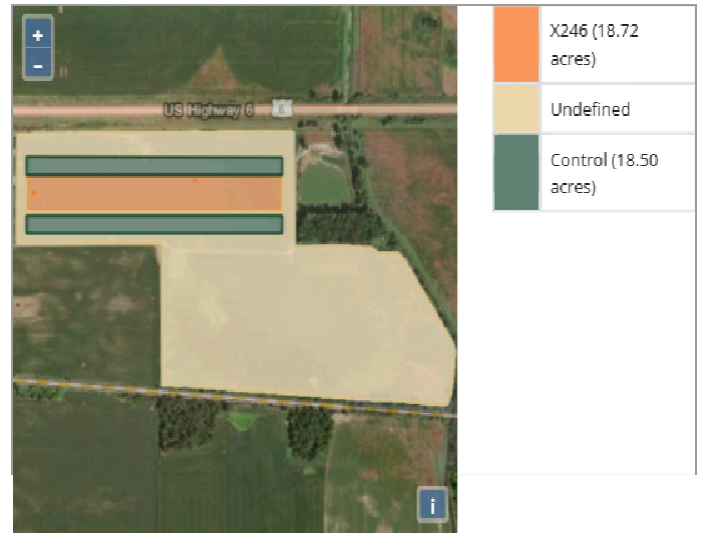 +
-
US Highway 6
6
i
X246 (18.72
acres)
Undefined
Control (18.50
acres)